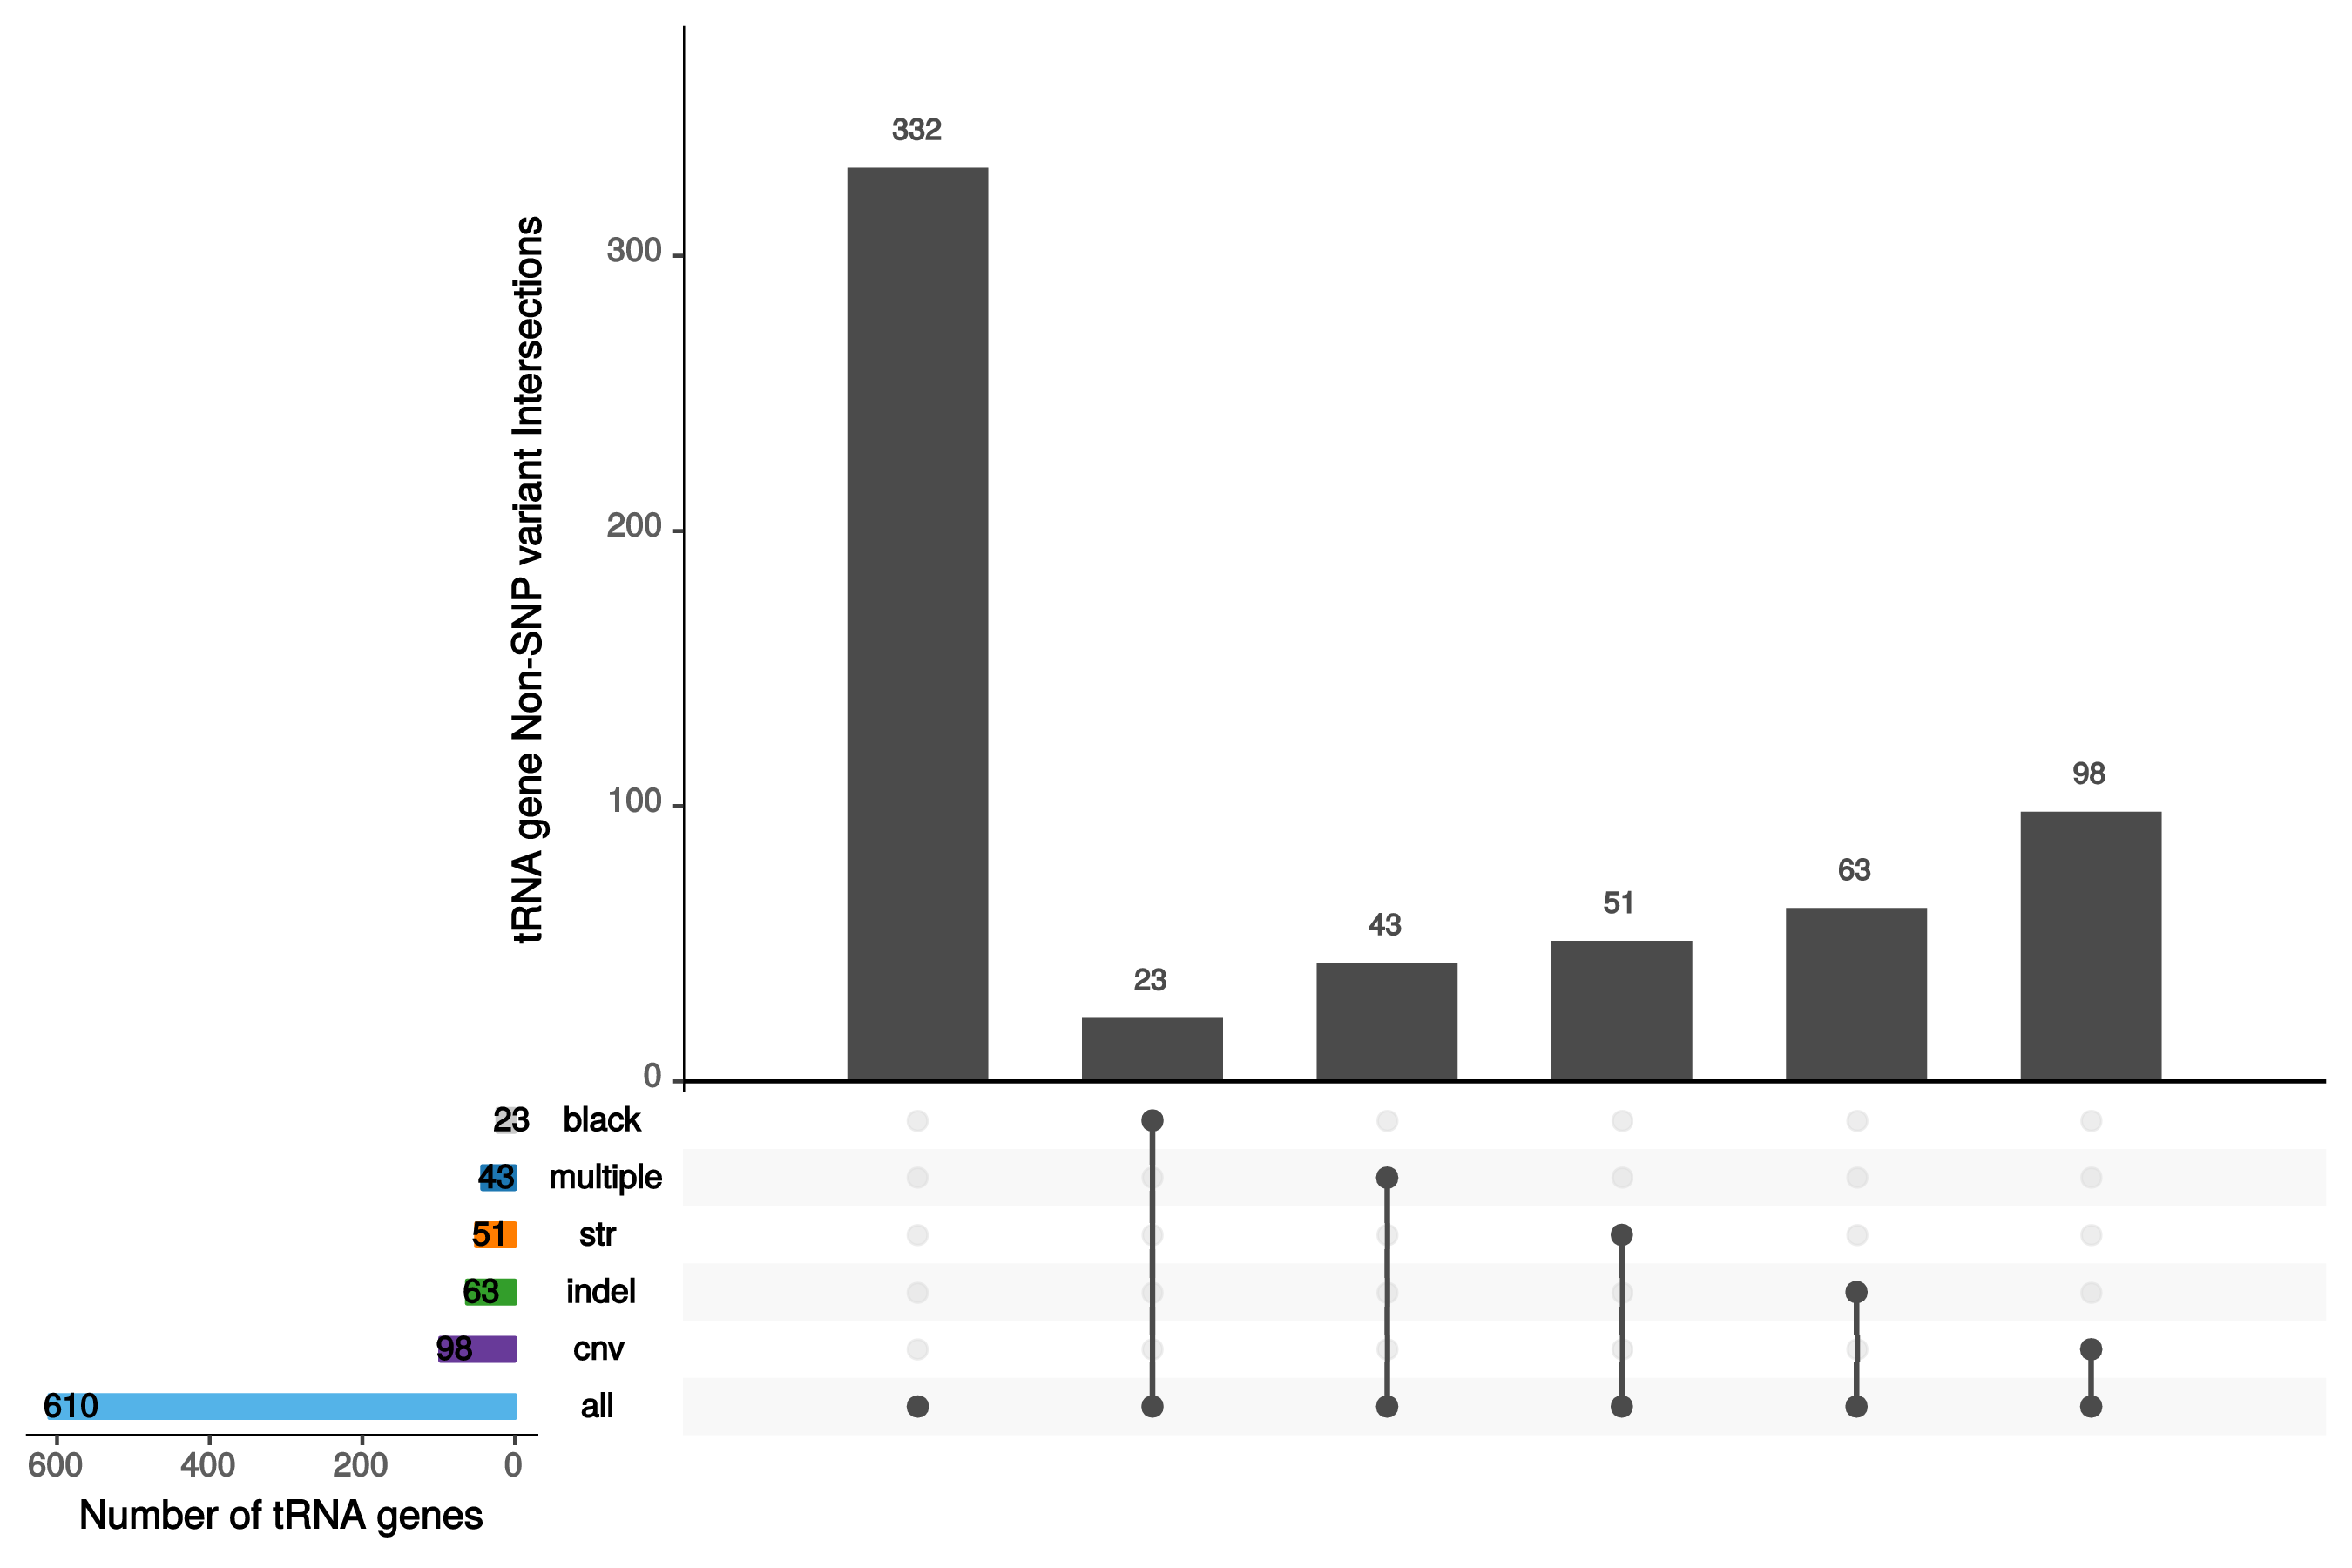 tRNA gene Non-SNP variant Intersections
300
200
100
0
332
23
43
51
63
98
23 black
43 multiple
51 str
63 indel
98 cnv
610 all
600 400 200 0
Number of tRNA genes